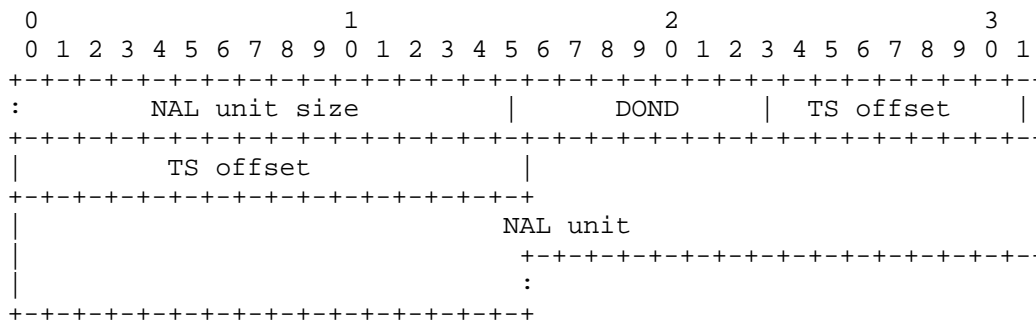 0                   1                   2                   3
0 1 2 3 4 5 6 7 8 9 0 1 2 3 4 5 6 7 8 9 0 1 2 3 4 5 6 7 8 9 0 1
+-+-+-+-+-+-+-+-+-+-+-+-+-+-+-+-+-+-+-+-+-+-+-+-+-+-+-+-+-+-+-+-
:        NAL unit size          |      DOND     |  TS offset    |
+-+-+-+-+-+-+-+-+-+-+-+-+-+-+-+-+-+-+-+-+-+-+-+-+-+-+-+-+-+-+-+-
|         TS offset             |
+-+-+-+-+-+-+-+-+-+-+-+-+-+-+-+-+
|                              NAL unit
|                               +-+-+-+-+-+-+-+-+-+-+-+-+-+-+-+-
|                               :
+-+-+-+-+-+-+-+-+-+-+-+-+-+-+-+-+